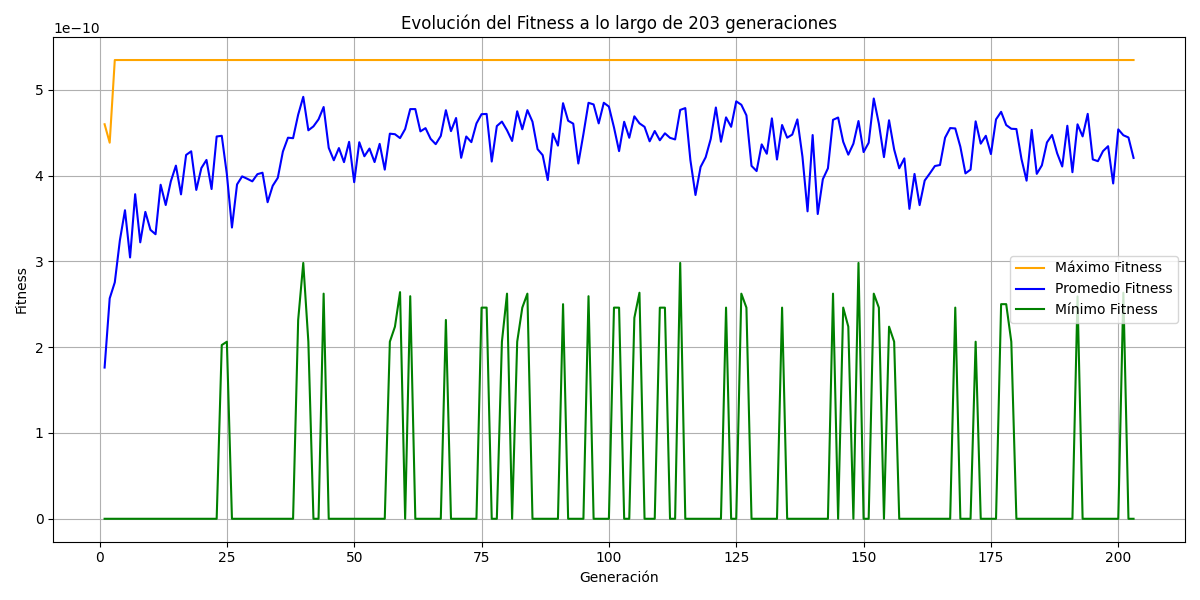 Evolución del Fitness a lo largo de 203 generaciones
1e−10
5
4
3
2
1
0
Fitness
Máximo Fitness
Promedio Fitness
Mínimo Fitness
0 25 50 75 100 125 150 175 200
Generación